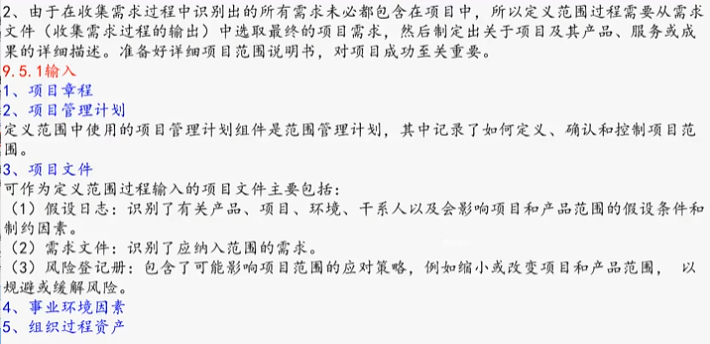 2、由于在收集需求过程中识别出的所有需求未必都包含在项目中，所以定义范围过程需要从需求
文件（收集需求过程的输出）中选取最终的项目需求，然后制定出关于项目及其产品、服务或成
果的详细描述。准备好详细项目范围说明书，对项目成功至关重要。
9.5.1输入
1、项目章程
2、项目管理计划
定义范围中使用的项目管理计划组件是范围管理计划，其中记录了如何定义、确认和控制项目范
围。
3、项目文件
可作为定义范围过程输入的项目文件主要包括：
（1）假设日志：识别了有关产品、项目、环境、干系人以及会影响项目和产品范围的假设条件和
制约因素。
（2）需求文件：识别了应纳入范围的需求。
（3）风险登记册：包含了可能影响项目范围的应对策略，例如缩小或改变项目和产品范围， 以
规避或缓解风险。
4、事业环境因素
5、组织过程资产